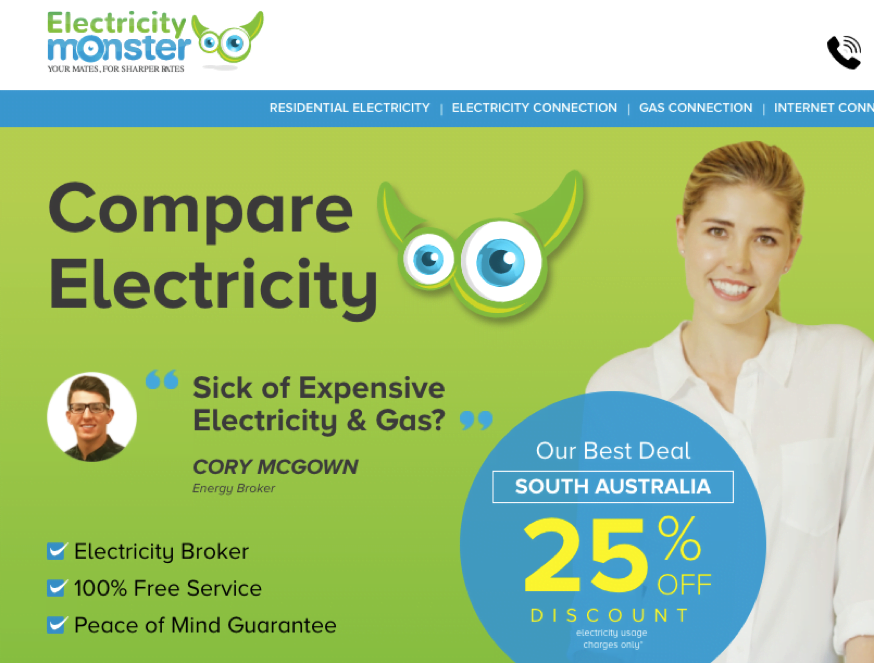 Electricity
monster
YOUR MATES, FOR SHARPER RATES
RESIDENTIAL ELECTRICITY | ELECTRICITY CONNECTION | GAS CONNECTION | INTERNET CONN
Compare
Electricity
“ Sick of Expensive
Electricity & Gas? ”
CORY MCGOWN
Energy Broker
Electricity Broker
100% Free Service
Peace of Mind Guarantee
Our Best Deal
SOUTH AUSTRALIA
25% OFF
DISCOUNT
electricity usage
charges only*